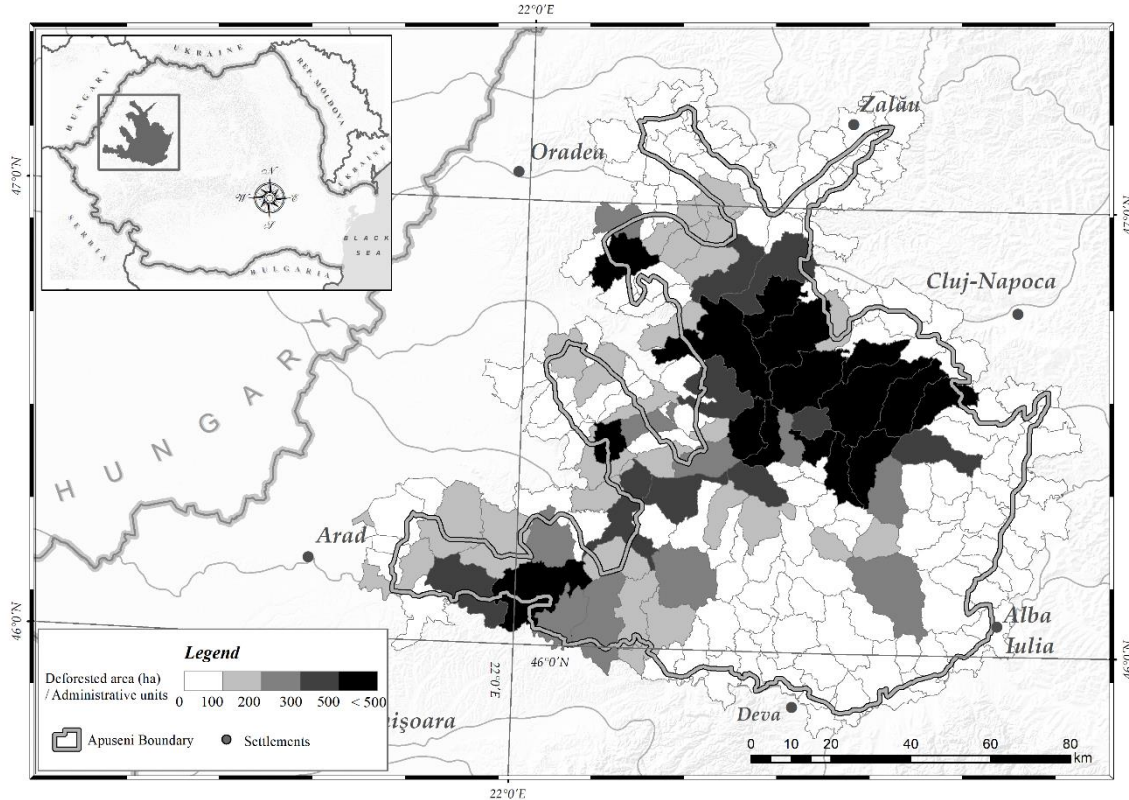 22°0'E
UKRAINE
HUNGARY
REP. MOLDOVA
UKRAINE
SERBIA
BULGARIA
BLACK
SEA
N
W E
S
47°0'N
47°0'N
Zalău
Oradea
Cluj-Napoca
HUNGARY
Arad
Alba
Iulia
46°0'N
46°0'N
46°0'N
22°0'E
Deva
ișoara
Legend
Deforested area (ha)
/ Administrative units
0 100 200 300 500 < 500
Apuseni Boundary
Settlements
0 10 20 40 60 80
km
22°0'E